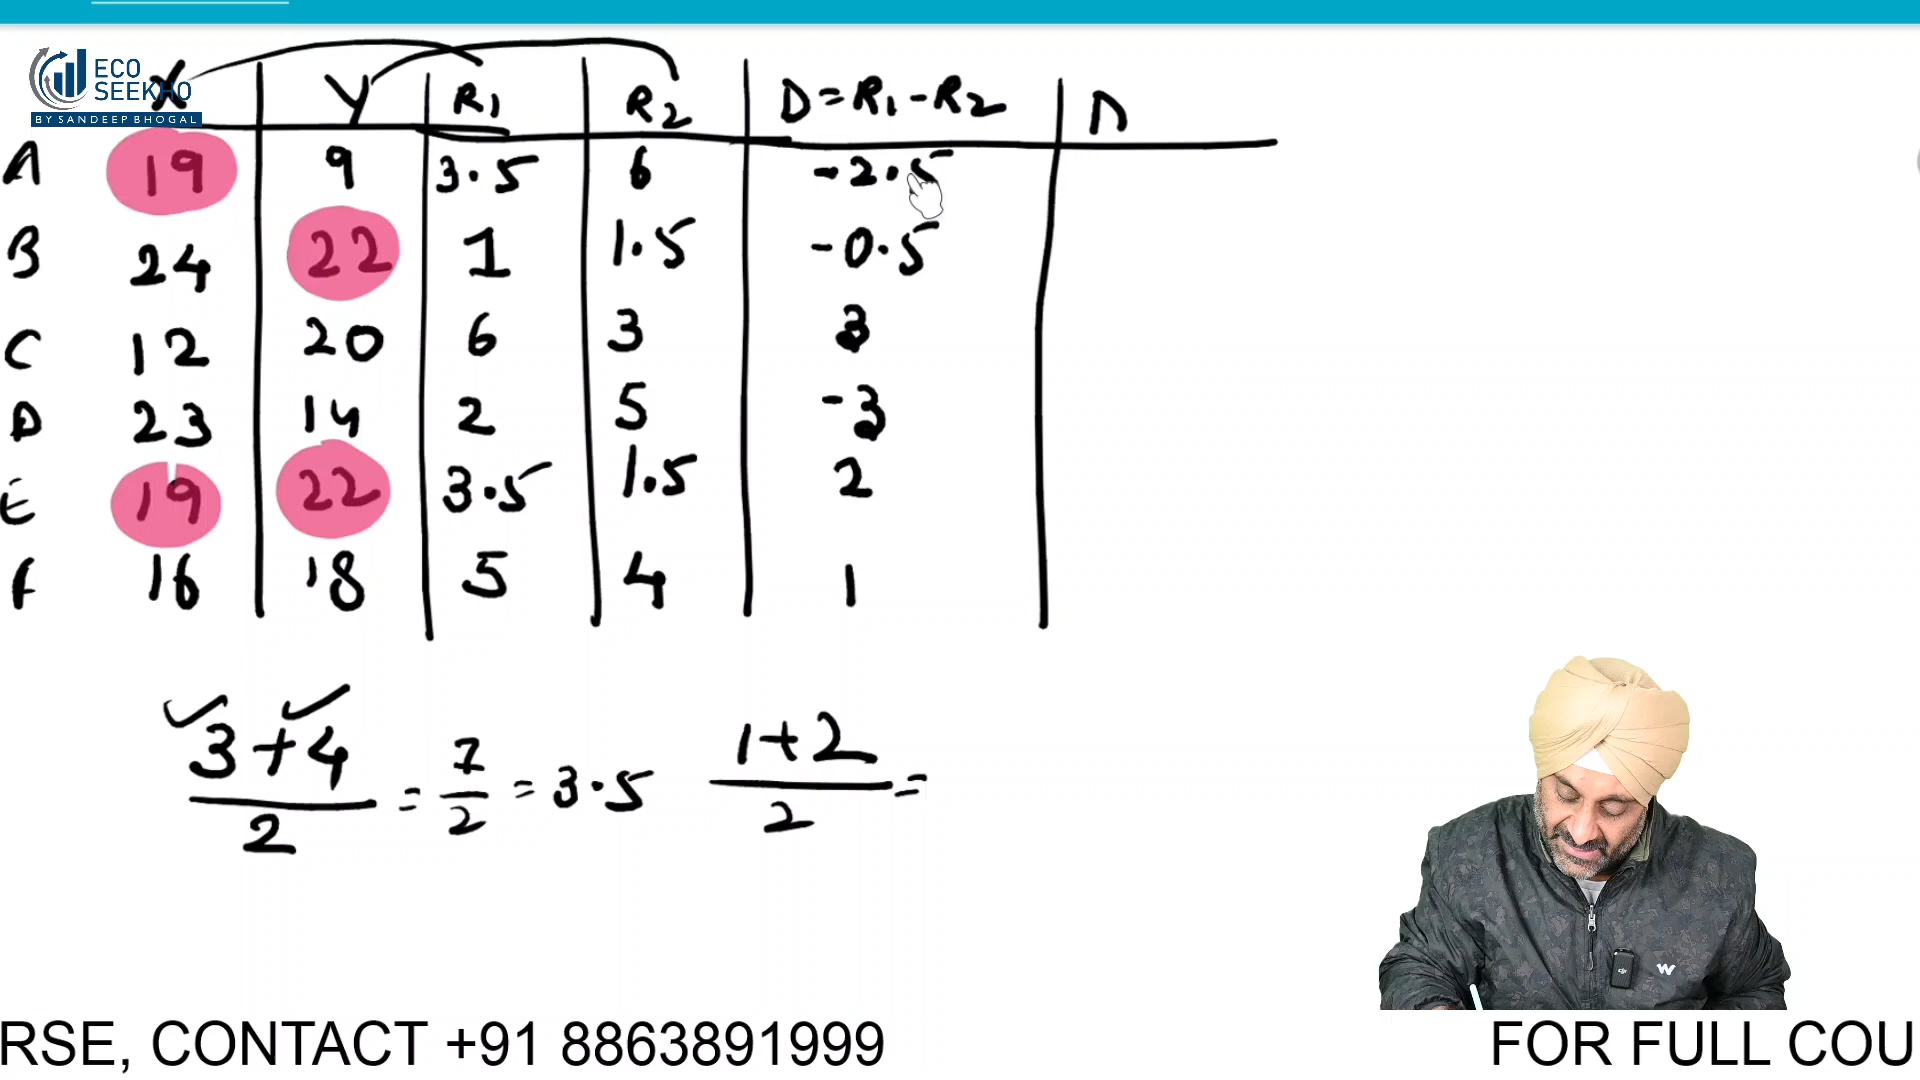 ECO
SEEKHO
BY SANDEEP BHOGAL
X Y R1 R2 D=R1-R2 D
A 19 9 3.5 6 -2.5
B 24 22 1 1.5 -0.5
C 12 20 6 3 3
D 23 14 2 5 -3
E 19 22 3.5 1.5 2
F 16 18 5 4 1
3+4/2 = 7/2 = 3.5 1+2/2 =
W
RSE, CONTACT +91 8863891999 FOR FULL COU